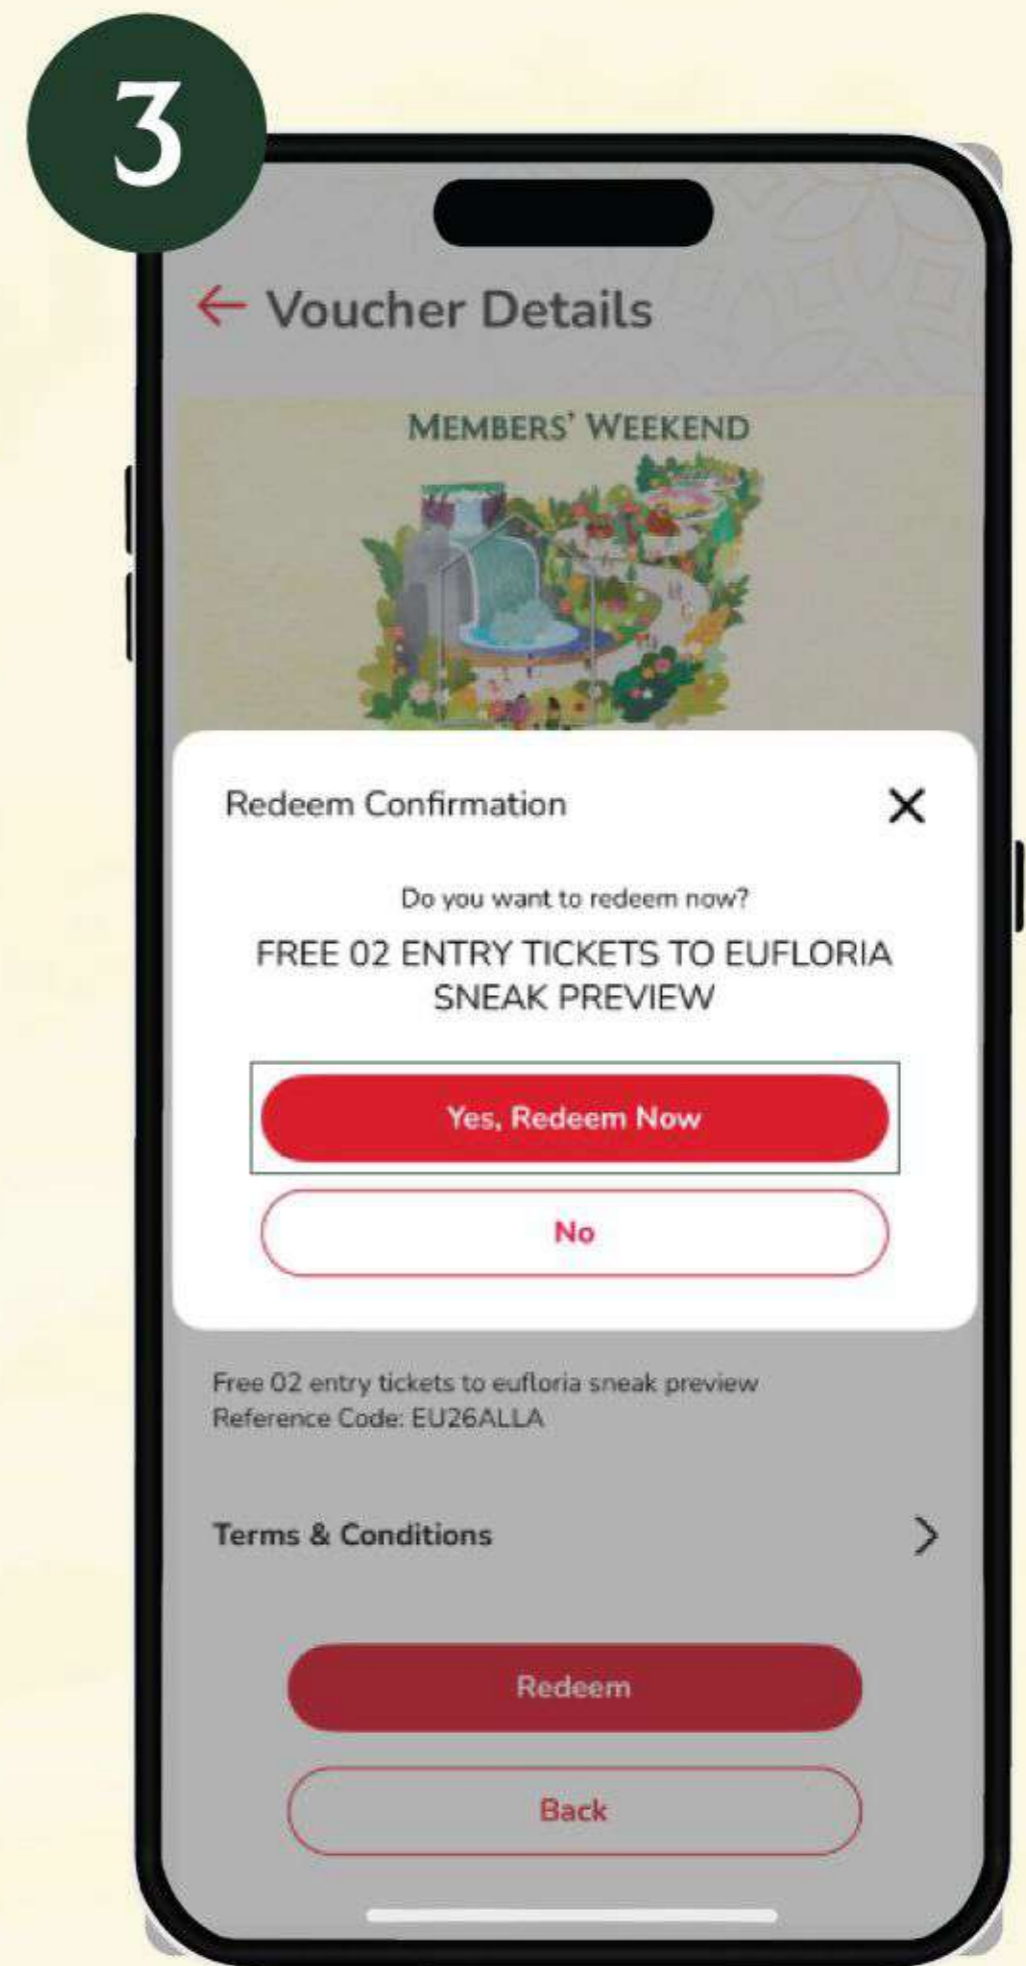 3
Voucher Details
MEMBERS' WEEKEND
Redeem Confirmation
Do you want to redeem now?
FREE 02 ENTRY TICKETS TO EUFLORIA
SNEAK PREVIEW
Yes, Redeem Now
No
Free 02 entry tickets to eufloria sneak preview
Reference Code: EU26ALLA
Terms & Conditions
Redeem
Back